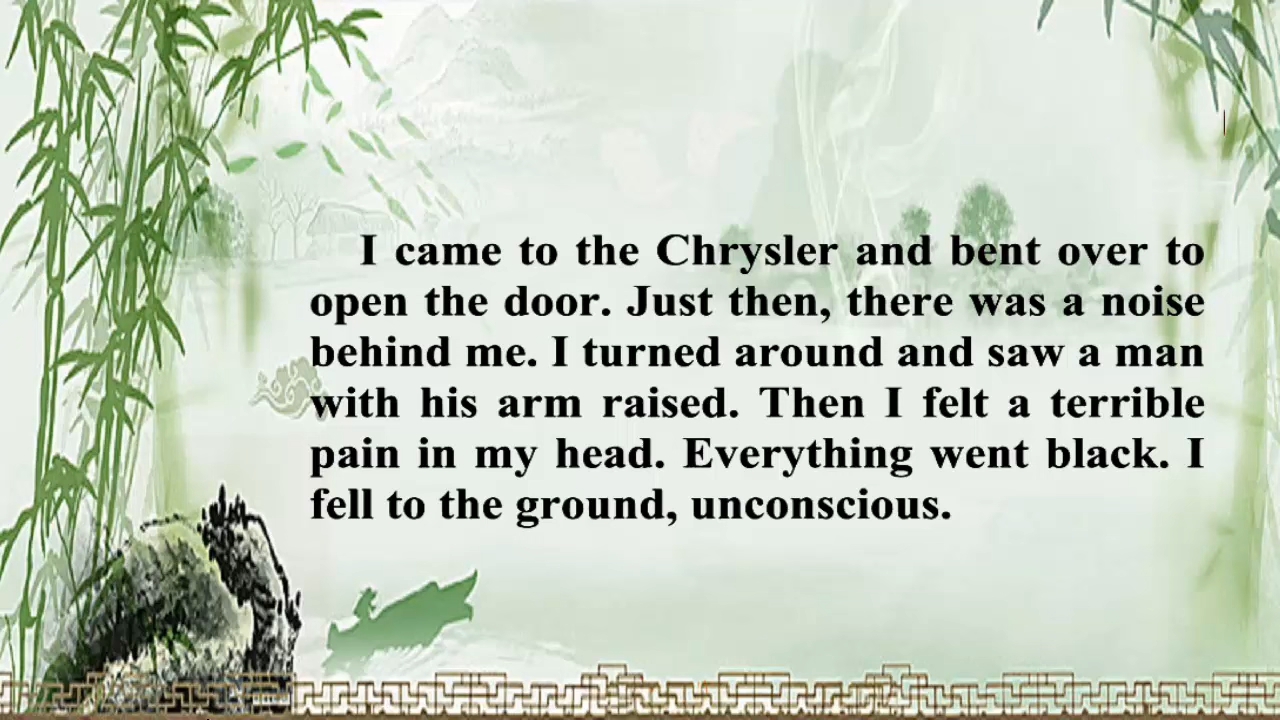 I came to the Chrysler and bent over to
open the door. Just then, there was a noise
behind me. I turned around and saw a man
with his arm raised. Then I felt a terrible
pain in my head. Everything went black. I
fell to the ground, unconscious.